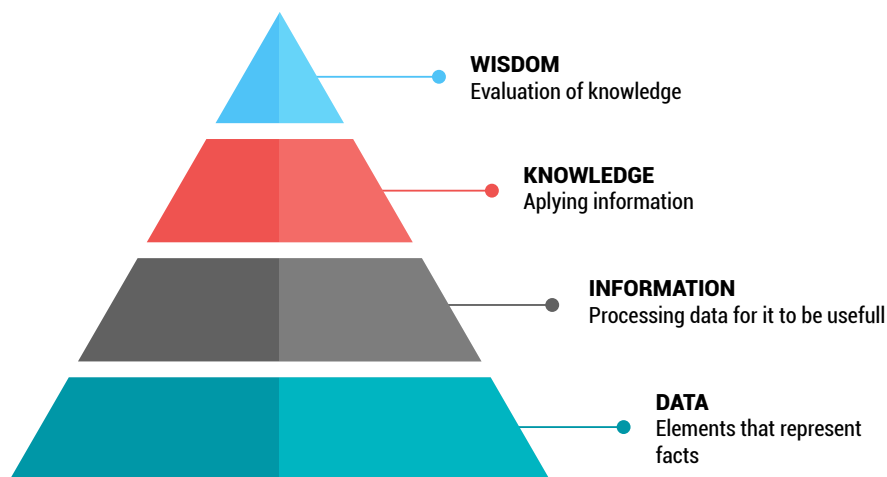 WISDOM
Evaluation of knowledge
KNOWLEDGE
Aplying information
INFORMATION
Processing data for it to be usefull
DATA
Elements that represent
facts